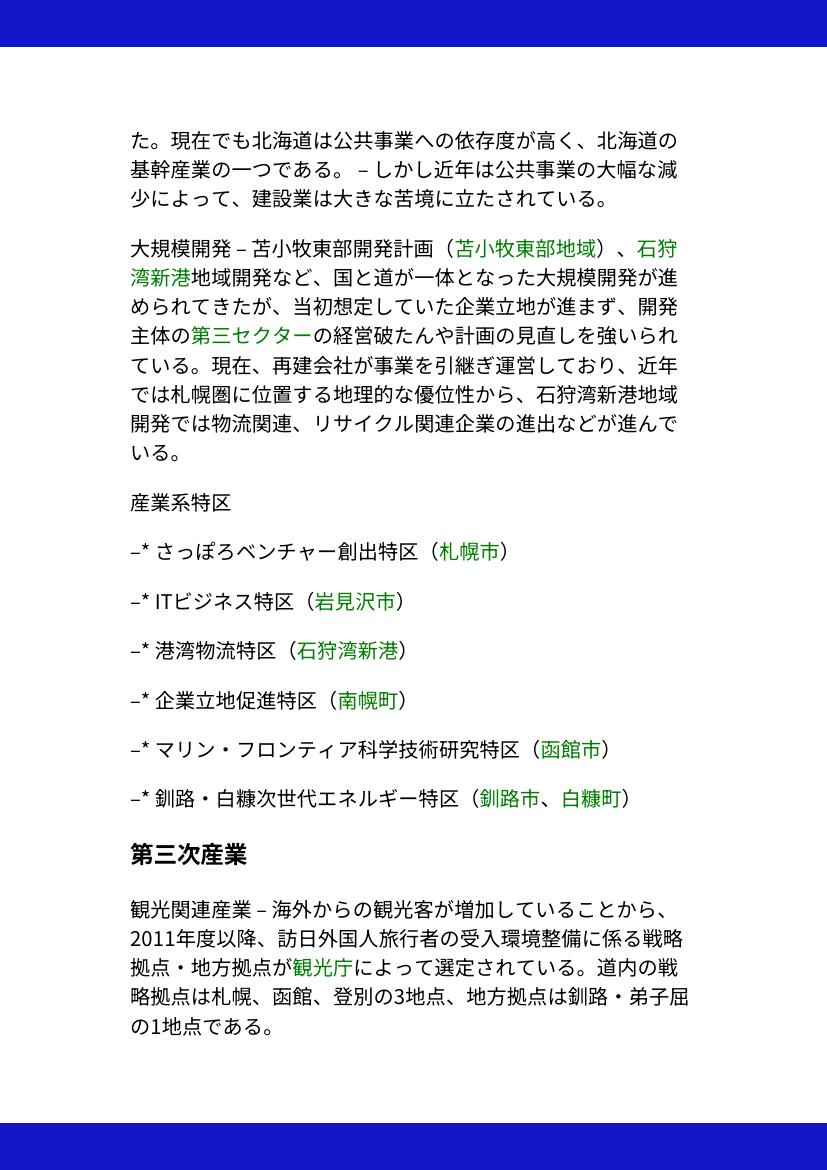 た。現在でも北海道は公共事業への依存度が高く、北海道の
基幹産業の一つである。 – しかし近年は公共事業の大幅な減
少によって、建設業は大きな苦境に立たされている。
大規模開発 – 苫小牧東部開発計画（苫小牧東部地域）、石狩
湾新港地域開発など、国と道が一体となった大規模開発が進
められてきたが、当初想定していた企業立地が進まず、開発
主体の第三セクターの経営破たんや計画の見直しを強いられ
ている。現在、再建会社が事業を引継ぎ運営しており、近年
では札幌圏に位置する地理的な優位性から、石狩湾新港地域
開発では物流関連、リサイクル関連企業の進出などが進んで
いる。
産業系特区
–* さっぽろベンチャー創出特区（札幌市）
–* ITビジネス特区（岩見沢市）
–* 港湾物流特区（石狩湾新港）
–* 企業立地促進特区（南幌町）
–* マリン・フロンティア科学技術研究特区（函館市）
–* 釧路・白糠次世代エネルギー特区（釧路市、白糠町）
第三次産業
観光関連産業 – 海外からの観光客が増加していることから、
2011年度以降、訪日外国人旅行者の受入環境整備に係る戦略
拠点・地方拠点が観光庁によって選定されている。道内の戦
略拠点は札幌、函館、登別の3地点、地方拠点は釧路・弟子屈
の1地点である。